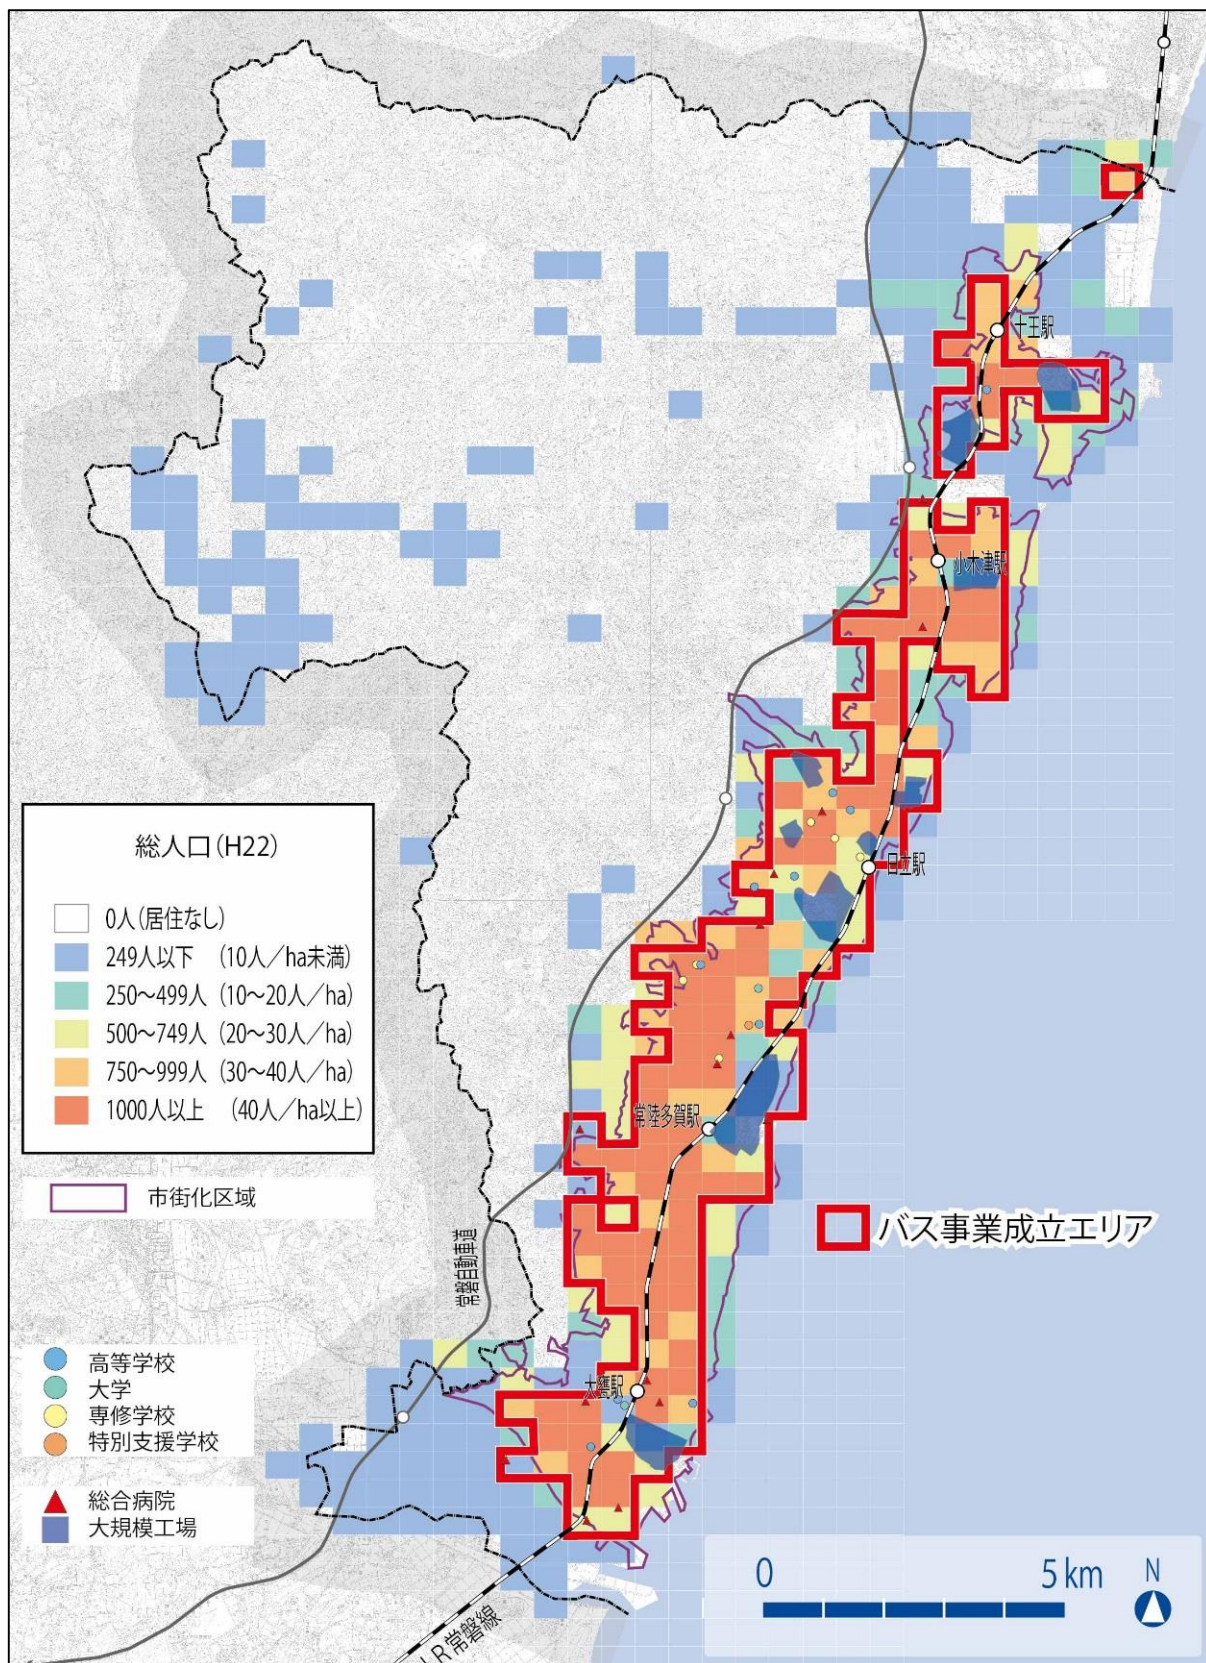 十王駅
小木津駅
日立駅
常陸多賀駅
大甕駅
常磐自動車道
JR常磐線
総人口(H22)
0人(居住なし)
249人以下 (10人/ha未満)
250～499人 (10～20人/ha)
500～749人 (20～30人/ha)
750～999人 (30～40人/ha)
1000人以上 (40人/ha以上)
市街化区域
バス事業成立エリア
高等学校
大学
専修学校
特別支援学校
総合病院
大規模工場
0 5km N